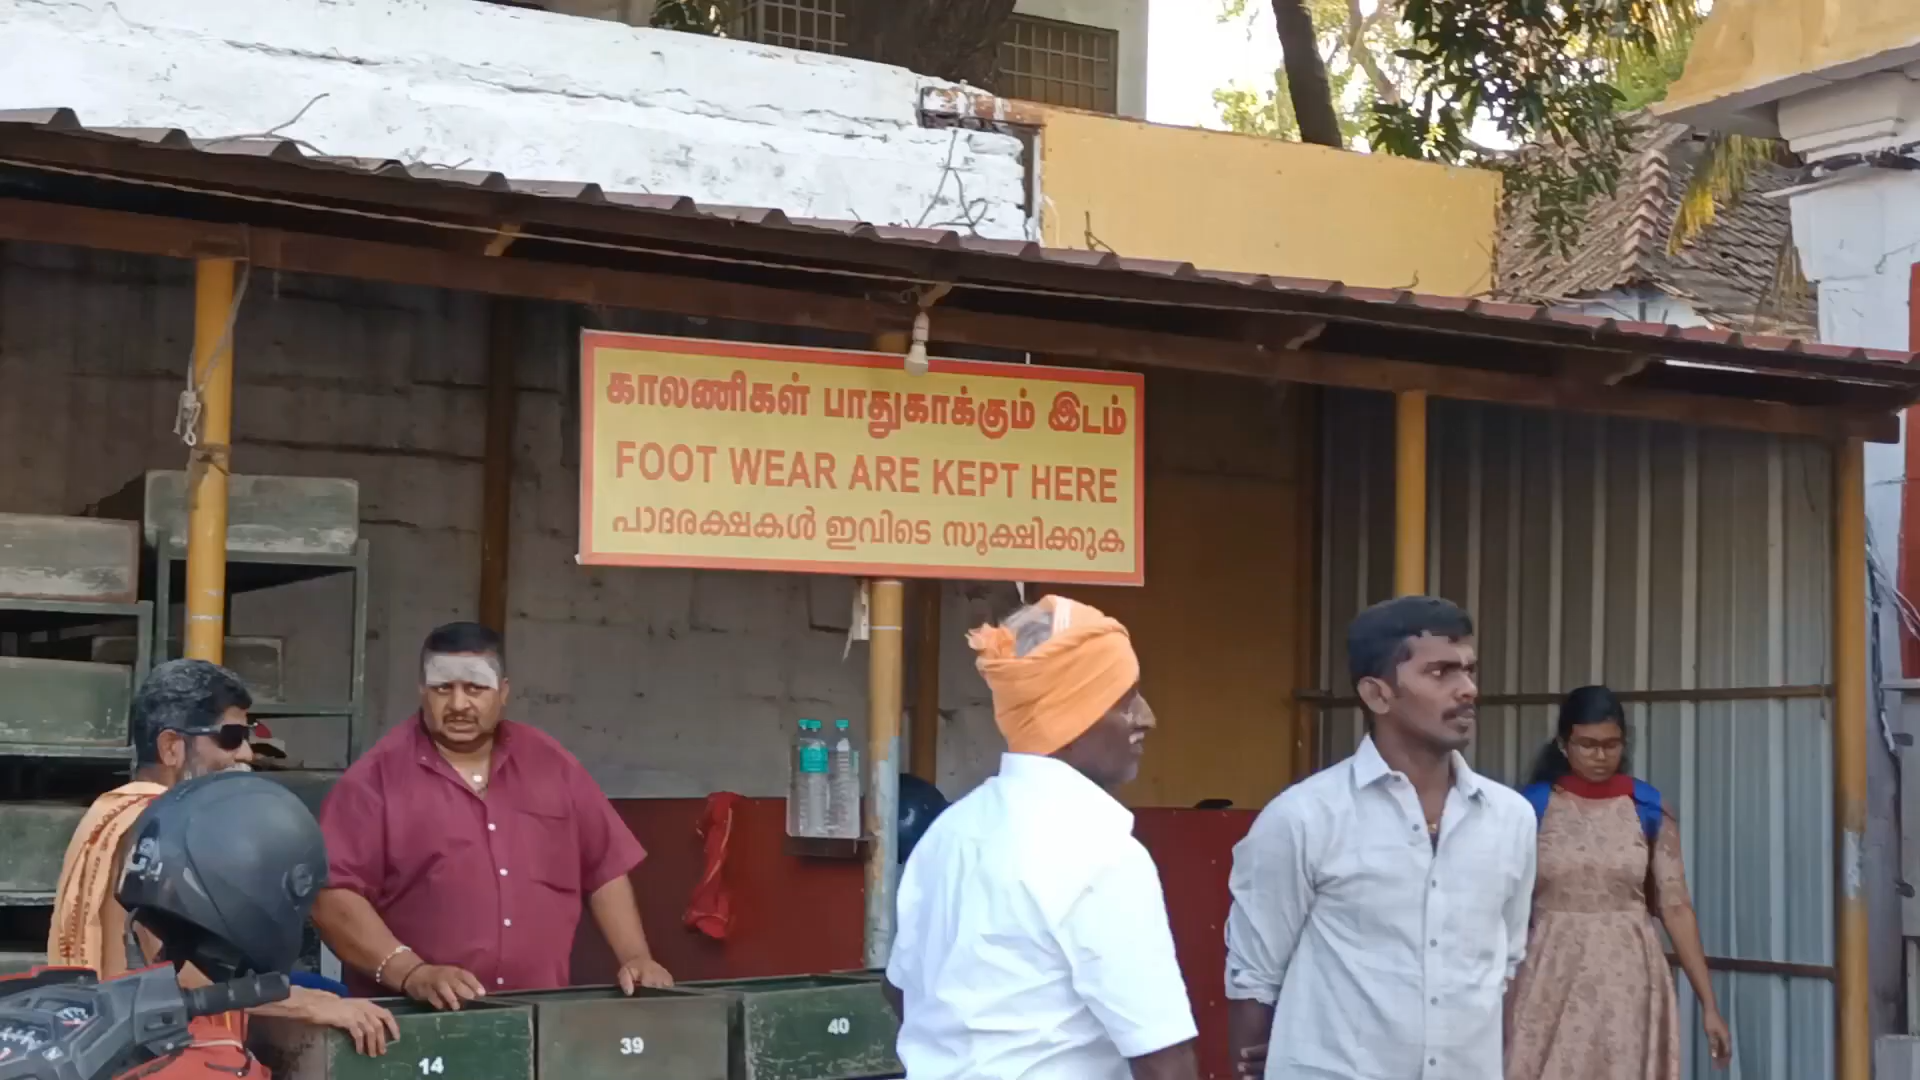 காலணிகள் பாதுகாக்கும் இடம்
FOOT WEAR ARE KEPT HERE
പാദരക്ഷകൾ ഇവിടെ സൂക്ഷിക്കുക
14
39
40